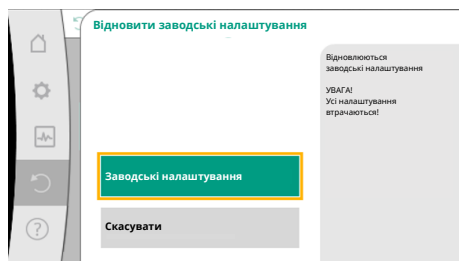 Відновити заводські налаштування
Відновлюються
заводські налаштування
УВАГА!
Усі налаштування
втрачаються!
Заводські налаштування
Скасувати
?